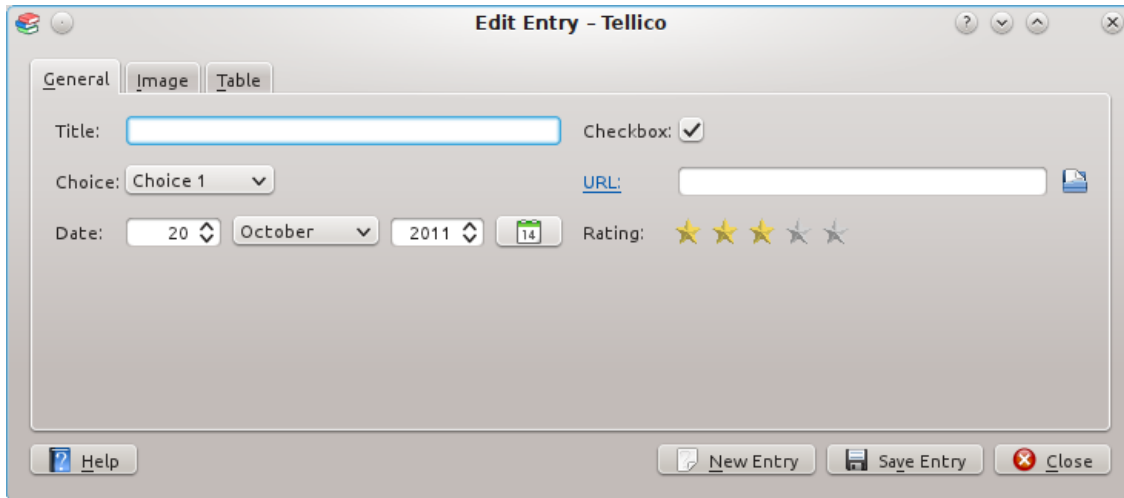 Edit Entry – Tellico
General Image Table
Title: Checkbox:
Choice: Choice 1 URL:
Date: 20 October 2011 14 Rating:
Help New Entry Save Entry Close